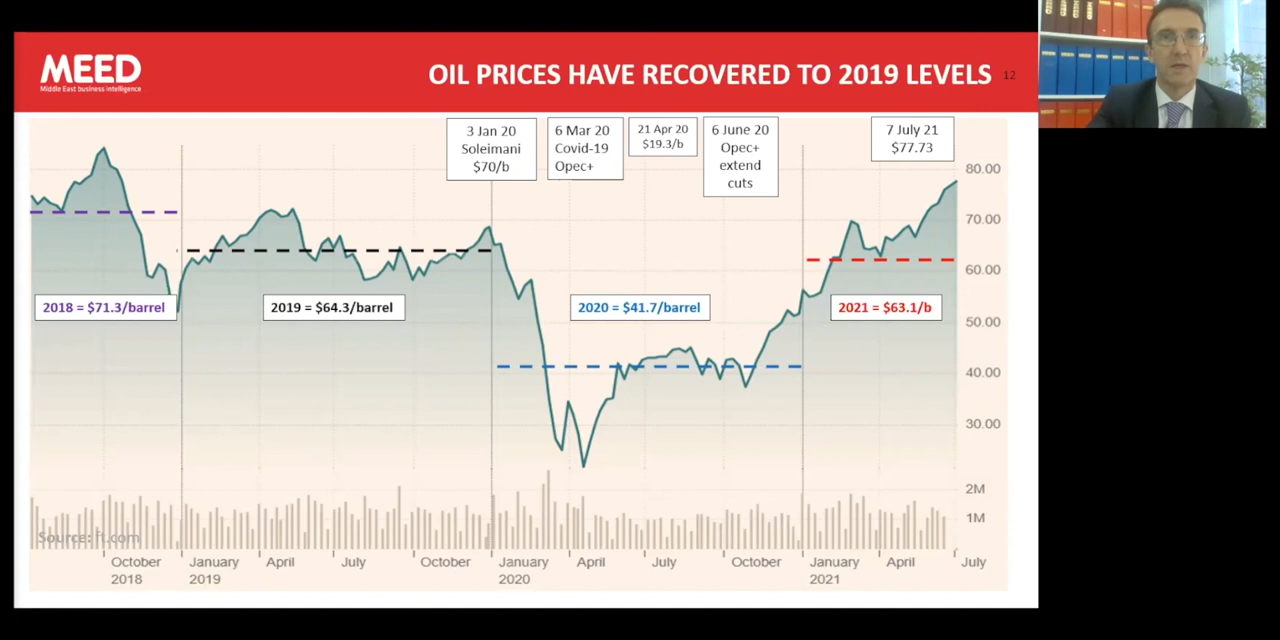 MEED
Middle East business intelligence
OIL PRICES HAVE RECOVERED TO 2019 LEVELS
12
3 Jan 20
Soleimani
$70/b
6 Mar 20
Covid-19
Opec+
21 Apr 20
$19.3/b
6 June 20
Opec+
extend
cuts
7 July 21
$77.73
80.00
70.00
60.00
50.00
40.00
30.00
2M
1M
2018 = $71.3/barrel
2019 = $64.3/barrel
2020 = $41.7/barrel
2021 = $63.1/b
Source: ft.com
October
2018
January
2019
April
July
October
January
2020
April
July
October
January
2021
April
July